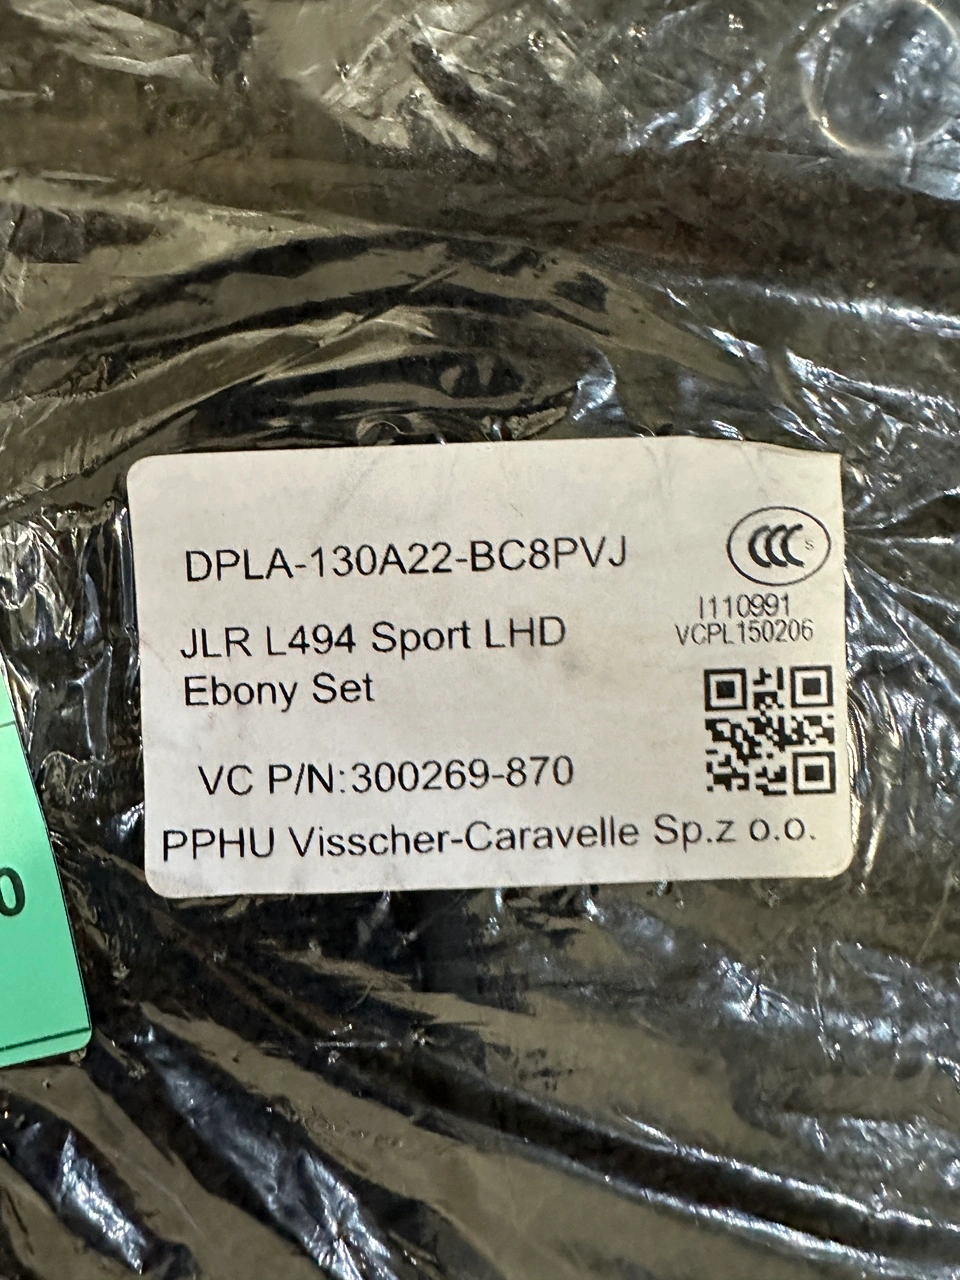 DPLA-130A22-BC8PVJ
CCC S
I110991
VCPL150206
JLR L494 Sport LHD
Ebony Set
VC P/N:300269-870
PPHU Visscher-Caravelle Sp.z o.o.
0